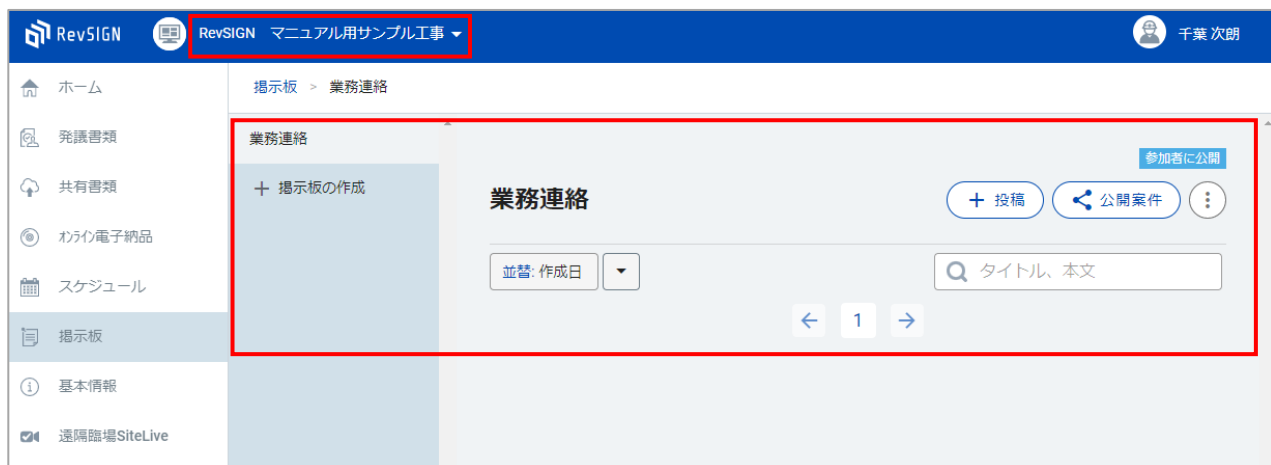 RevSIGN
RevSIGN マニュアル用サンプル工事
千葉 次朗
ホーム
発議書類
共有書類
オンライン電子納品
スケジュール
掲示板
基本情報
遠隔臨場SiteLive
掲示板 > 業務連絡
業務連絡
+ 掲示板の作成
参加者に公開
業務連絡
+ 投稿
公開案件
並替: 作成日
タイトル、本文
← 1 →